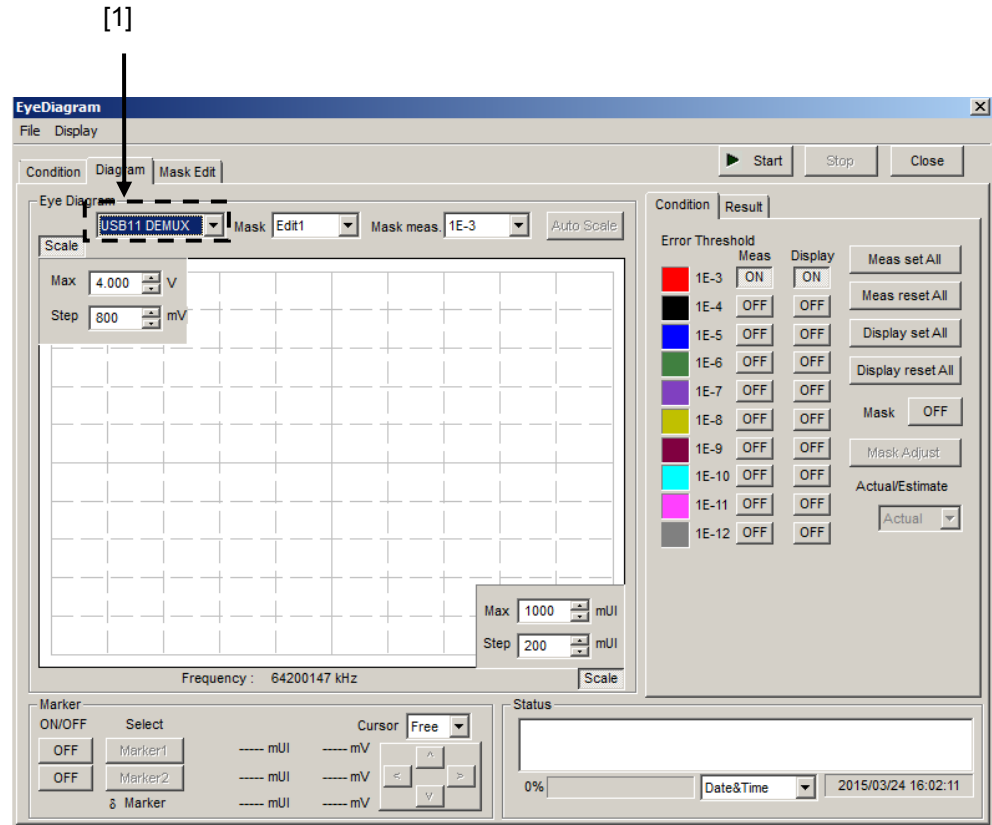 [1]
EyeDiagram
File Display
Condition Diagram Mask Edit
Start Stop Close
Eye Diagram
USB11 DEMUX Mask Edit1 Mask meas. 1E-3 Auto Scale
Scale
Max 4.000 V
Step 800 mV
Max 1000 mUI
Step 200 mUI
Frequency : 64200147 kHz Scale
Condition Result
Error Threshold
Meas Display
1E-3 ON ON
1E-4 OFF OFF
1E-5 OFF OFF
1E-6 OFF OFF
1E-7 OFF OFF
1E-8 OFF OFF
1E-9 OFF OFF
1E-10 OFF OFF
1E-11 OFF OFF
1E-12 OFF OFF
Meas set All
Meas reset All
Display set All
Display reset All
Mask OFF
Mask Adjust
Actual/Estimate
Actual
Marker
ON/OFF Select Cursor Free
OFF Marker1 ----- mUI ----- mV
OFF Marker2 ----- mUI ----- mV
δ Marker ----- mUI ----- mV
^
< >
v
Status
0% Date&Time 2015/03/24 16:02:11